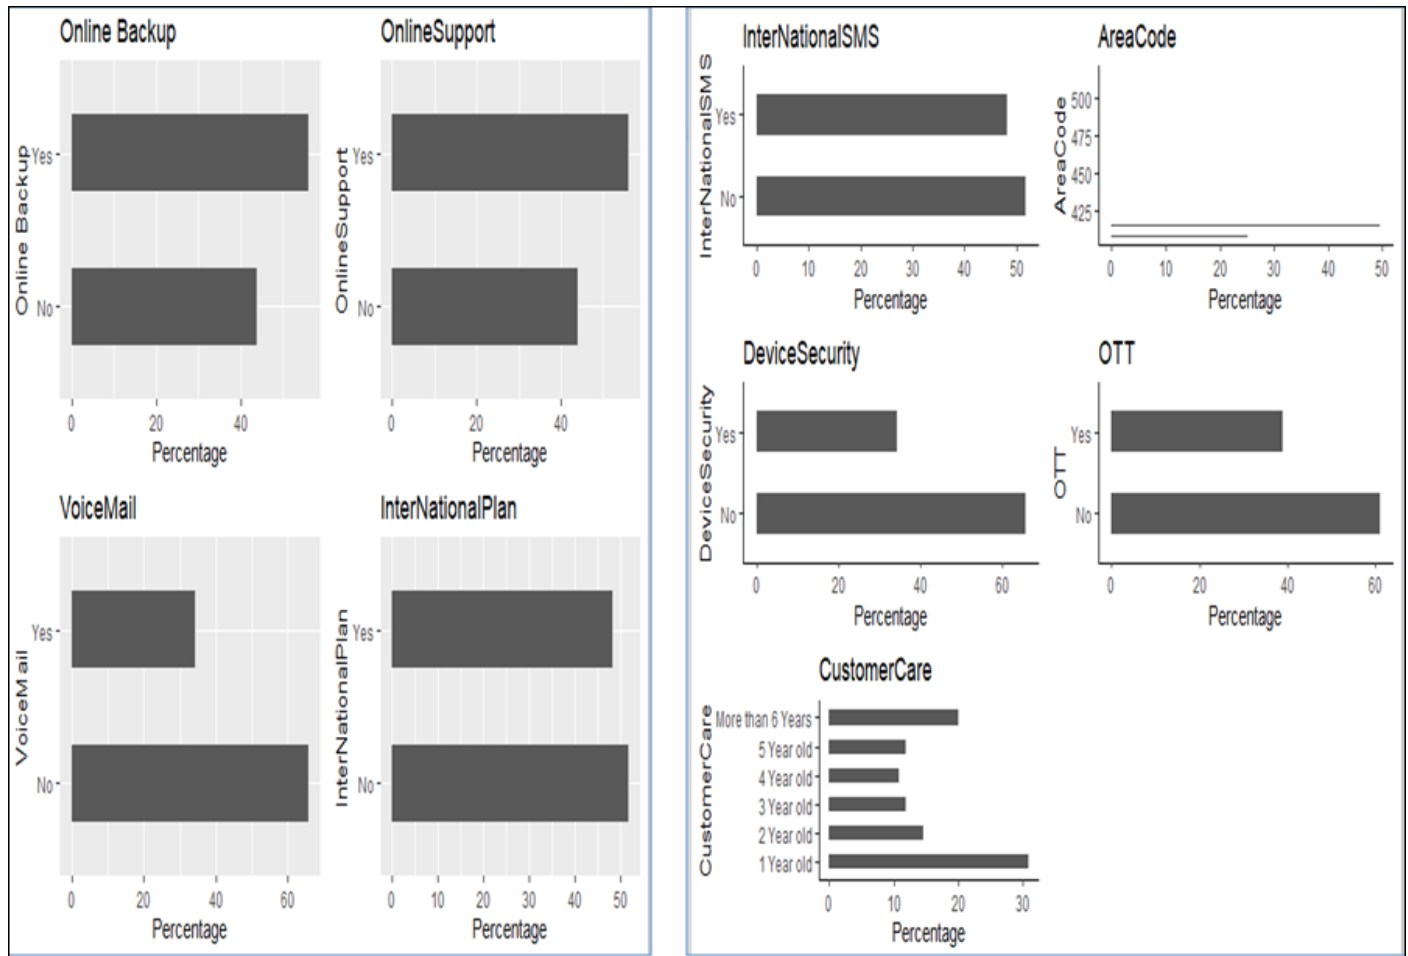 Online Backup
Online Backup
Yes
No
0 20 40
Percentage
OnlineSupport
OnlineSupport
Yes
No
0 20 40
Percentage
VoiceMail
VoiceMail
Yes
No
0 20 40 60
Percentage
InterNationalPlan
InterNationalPlan
Yes
No
0 10 20 30 40 50
Percentage
InterNationalSMS
InterNationalSMS
Yes
No
0 10 20 30 40 50
Percentage
AreaCode
AreaCode
500
475
450
425
0 10 20 30 40 50
Percentage
DeviceSecurity
DeviceSecurity
Yes
No
0 20 40 60
Percentage
OTT
OTT
Yes
No
0 20 40 60
Percentage
CustomerCare
CustomerCare
More than 6 Years
5 Year old
4 Year old
3 Year old
2 Year old
1 Year old
0 10 20 30
Percentage